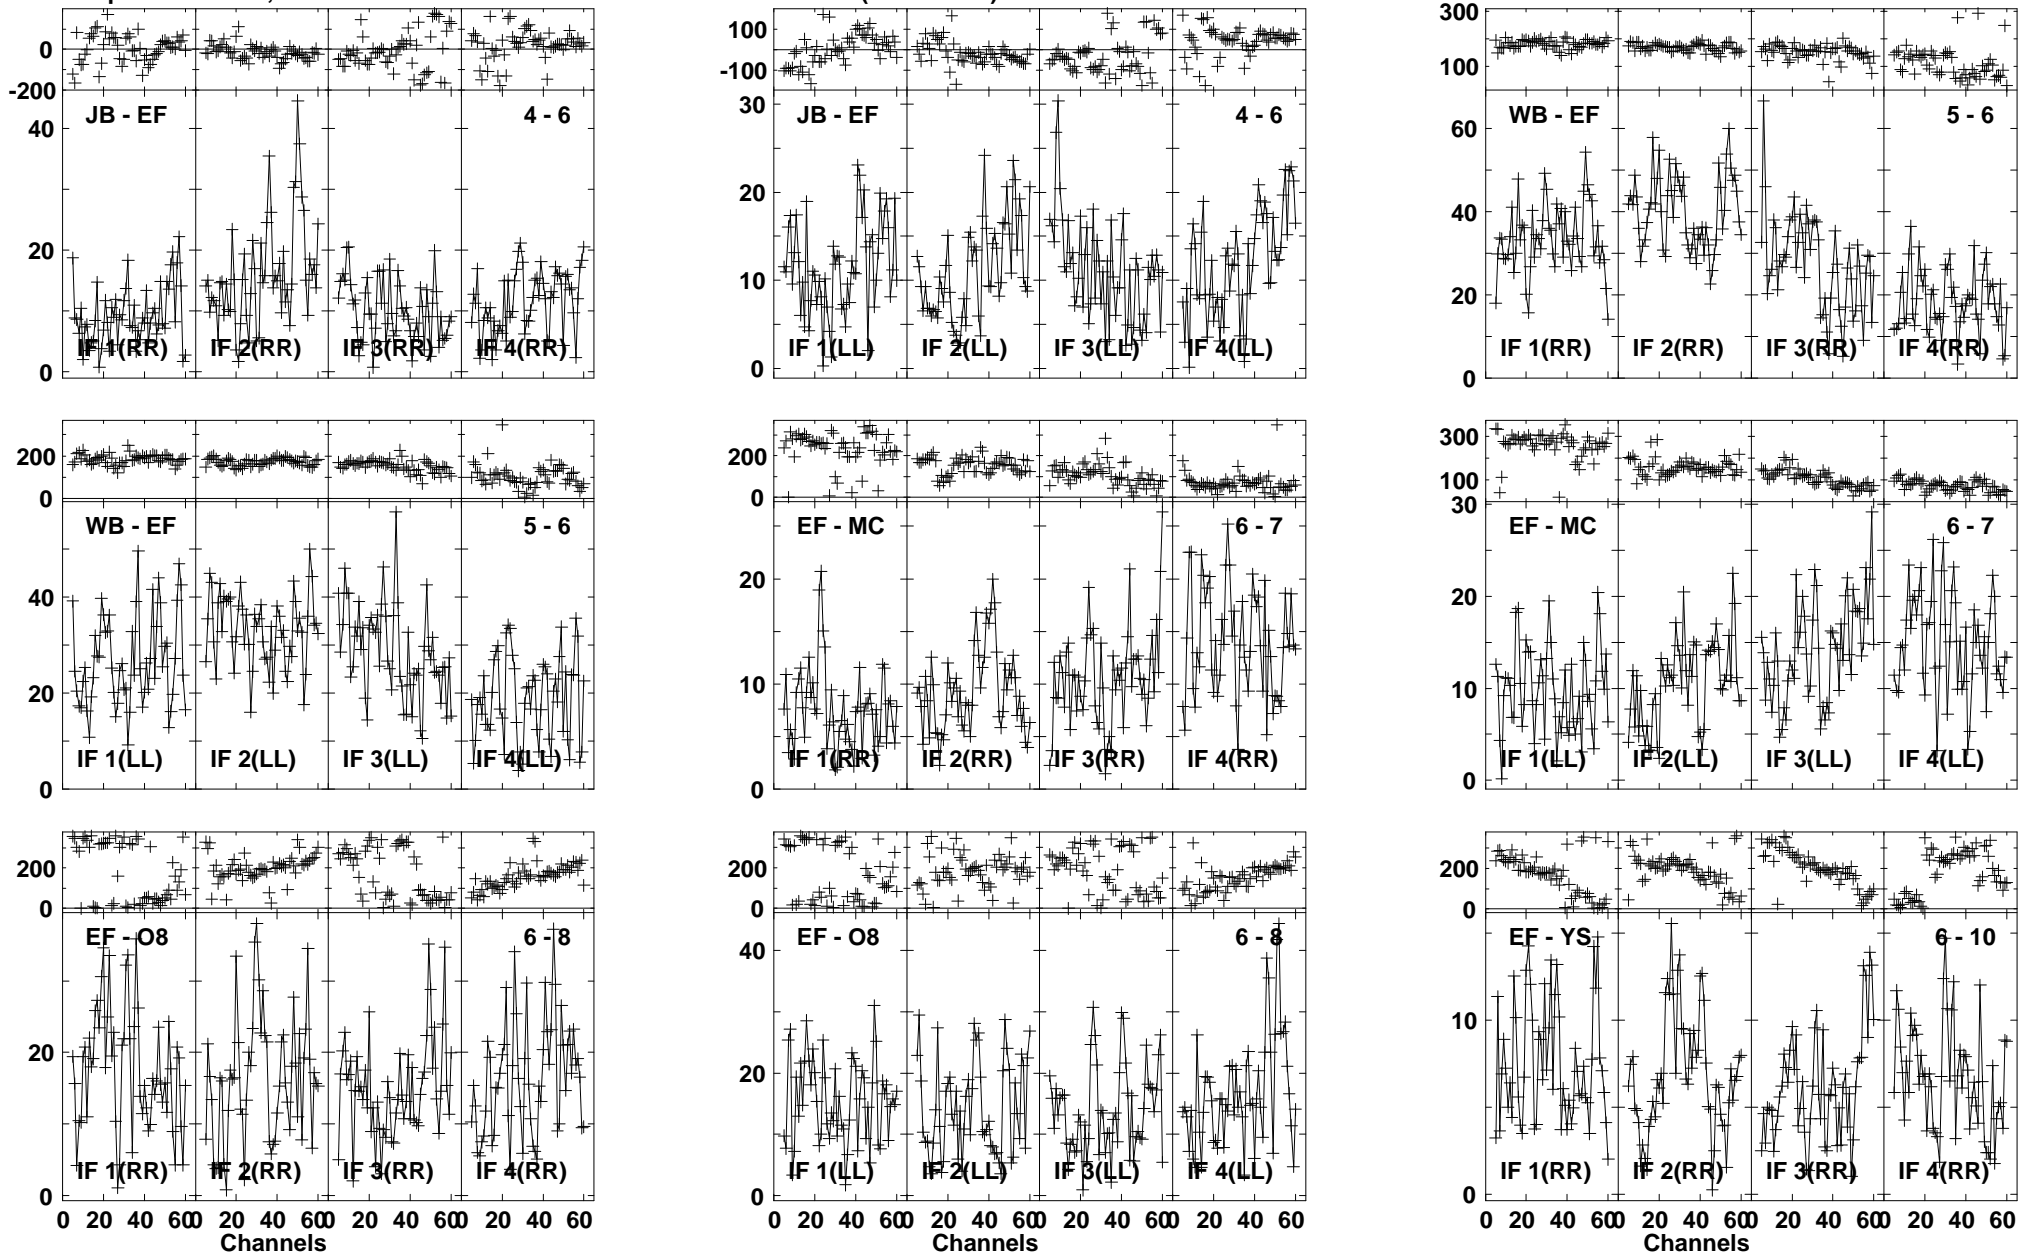 100 300
0
-200 -100 100
JB - EF 4 - 6 JB - EF 4 - 6 WB - EF 5 - 6
40 30 60
20 20 40
10 20
0 0 0
IF 1(RR) IF 2(RR) IF 3(RR) IF 4(RR) IF 1(LL) IF 2(LL) IF 3(LL) IF 4(LL) IF 1(RR) IF 2(RR) IF 3(RR) IF 4(RR)
200 200 300
0 0 100
WB - EF 5 - 6 EF - MC 6 - 7 EF - MC 6 - 7
30
40 20 20
20 10 10
0 0 0
IF 1(LL) IF 2(LL) IF 3(LL) IF 4(LL) IF 1(RR) IF 2(RR) IF 3(RR) IF 4(RR) IF 1(LL) IF 2(LL) IF 3(LL) IF 4(LL)
200 200 200
0 0 0
EF - O8 6 - 8 EF - O8 6 - 8 EF - YS 6 - 10
40
20 20 10
0 0 0
IF 1(RR) IF 2(RR) IF 3(RR) IF 4(RR) IF 1(LL) IF 2(LL) IF 3(LL) IF 4(LL) IF 1(RR) IF 2(RR) IF 3(RR) IF 4(RR)
0 20 40 60 0 20 40 60 0 20 40 60 0 20 40 60 0 20 40 60 0 20 40 60 0 20 40 60 0 20 40 60 0 20 40 60 0 20 40 60 0 20 40 60 0 20 40 60
Channels Channels Channels